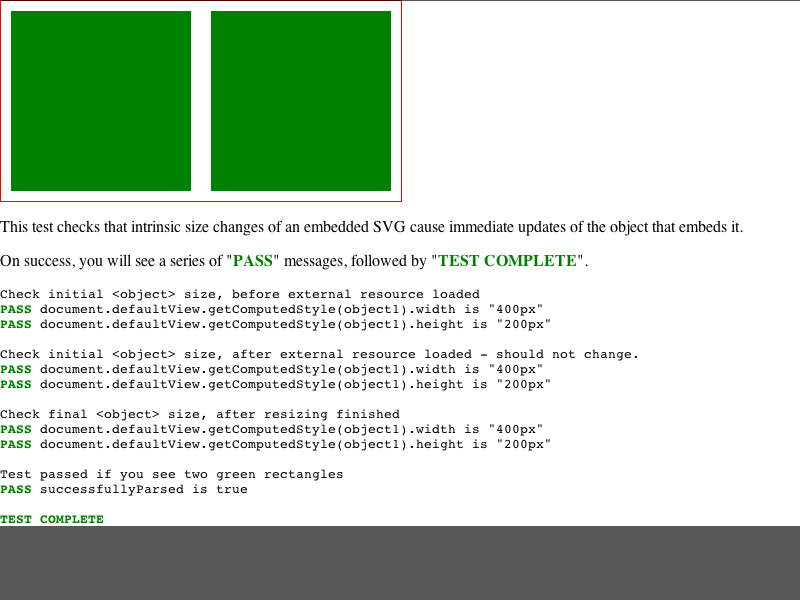 This test checks that intrinsic size changes of an embedded SVG cause immediate updates of the object that embeds it.
On success, you will see a series of "PASS" messages, followed by "TEST COMPLETE".
Check initial <object> size, before external resource loaded
PASS document.defaultView.getComputedStyle(object1).width is "400px"
PASS document.defaultView.getComputedStyle(object1).height is "200px"
Check initial <object> size, after external resource loaded - should not change.
PASS document.defaultView.getComputedStyle(object1).width is "400px"
PASS document.defaultView.getComputedStyle(object1).height is "200px"
Check final <object> size, after resizing finished
PASS document.defaultView.getComputedStyle(object1).width is "400px"
PASS document.defaultView.getComputedStyle(object1).height is "200px"
Test passed if you see two green rectangles
PASS successfullyParsed is true
TEST COMPLETE